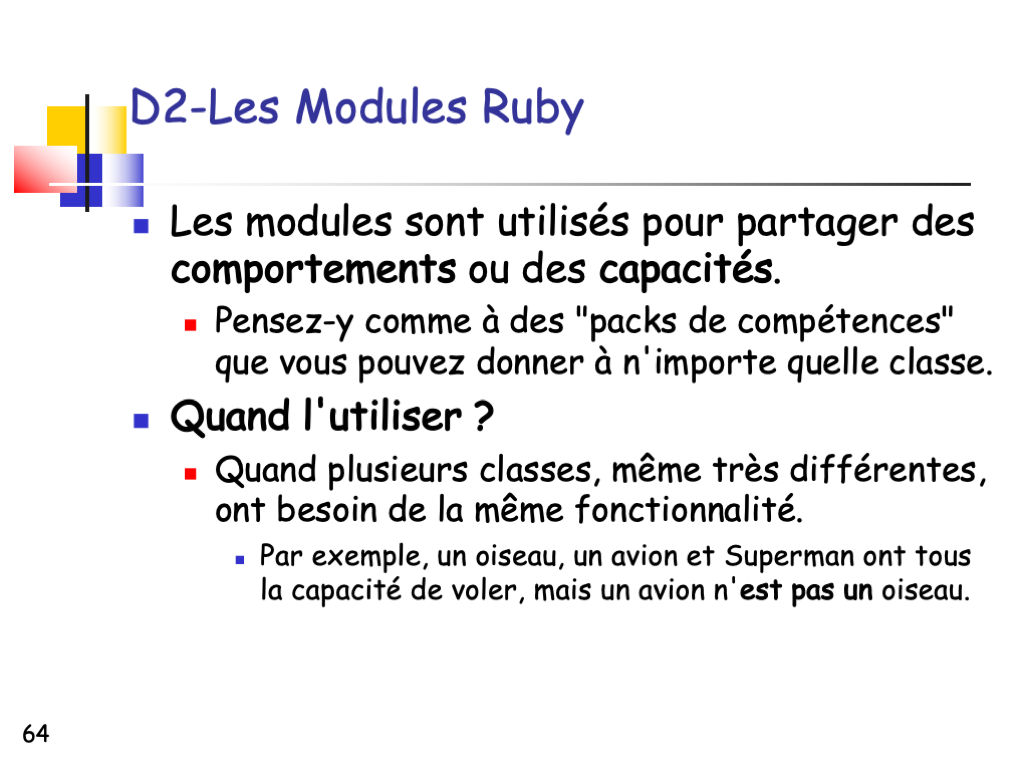 D2-Les Modules Ruby
Les modules sont utilisés pour partager des
comportements ou des capacités.
Pensez-y comme à des "packs de compétences"
que vous pouvez donner à n'importe quelle classe.
Quand l'utiliser ?
Quand plusieurs classes, même très différentes,
ont besoin de la même fonctionnalité.
Par exemple, un oiseau, un avion et Superman ont tous
la capacité de voler, mais un avion n'est pas un oiseau.
64